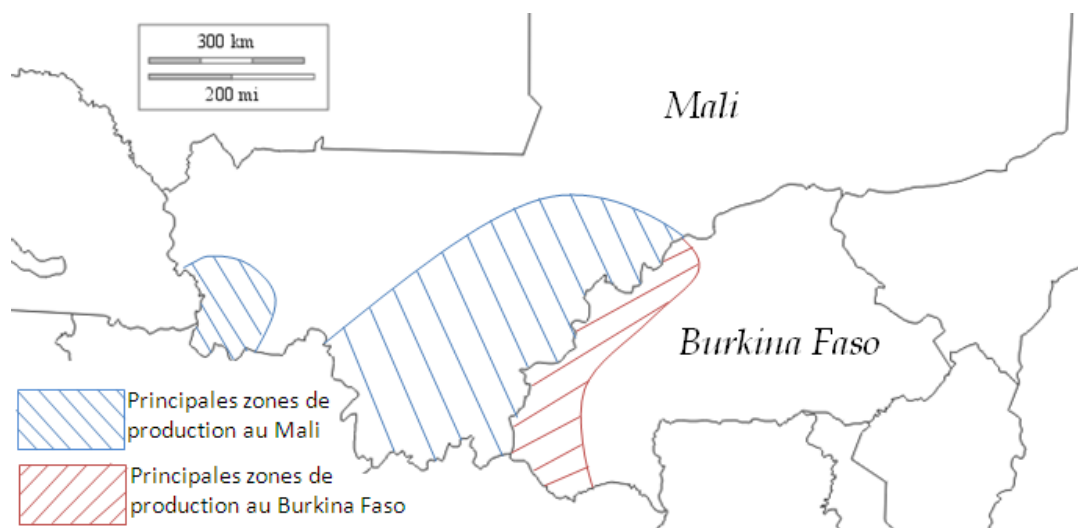 300 km
200 mi
Mali
Burkina Faso
Principales zones de
production au Mali
Principales zones de
production au Burkina Faso